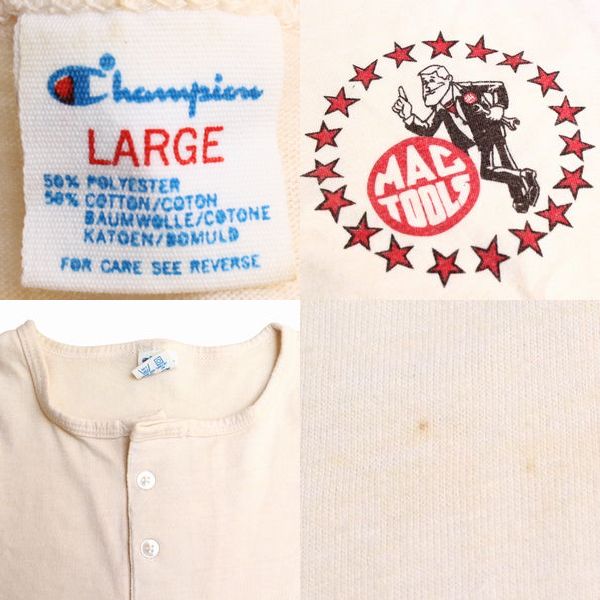 Champion
LARGE
50% POLYESTER
50% COTTON/COTON
BAUMWOLLE/COTONE
KATOEN/BOMULD
FOR CARE SEE REVERSE
MAC
TOOLS